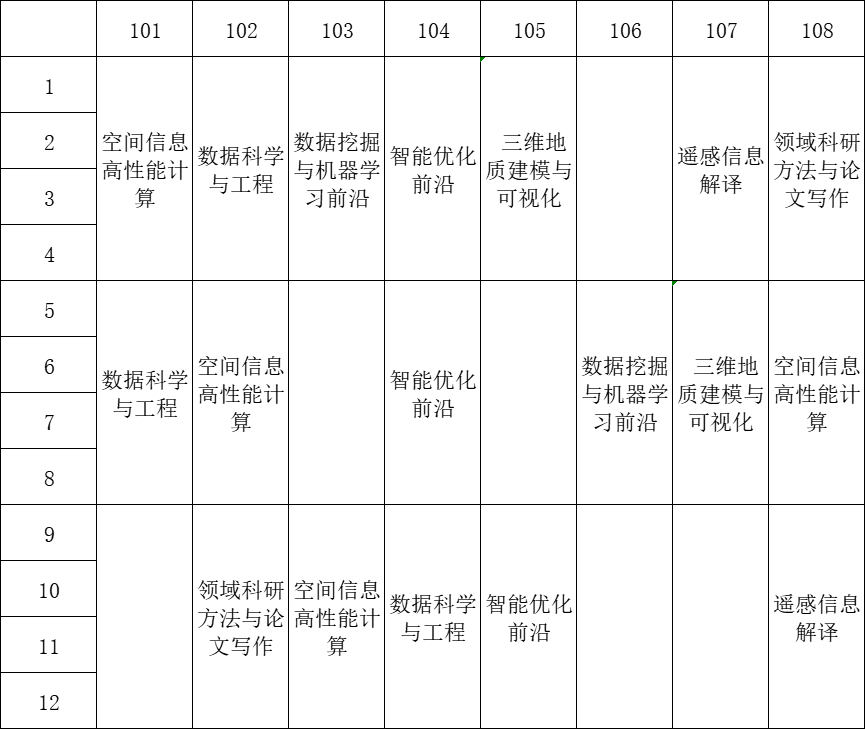 101 102 103 104 105 106 107 108
1
2
3
4
空间信息
高性能计
算
数据科学
与工程
数据挖掘
与机器学
习前沿
智能优化
前沿
三维地
质建模与
可视化
遥感信息
解译
领域科研
方法与论
文写作
5
6
7
8
数据科学
与工程
空间信息
高性能计
算
智能优化
前沿
数据挖掘
与机器学
习前沿
三维地
质建模与
可视化
空间信息
高性能计
算
9
10
11
12
领域科研
方法与论
文写作
空间信息
高性能计
算
数据科学
与工程
智能优化
前沿
遥感信息
解译